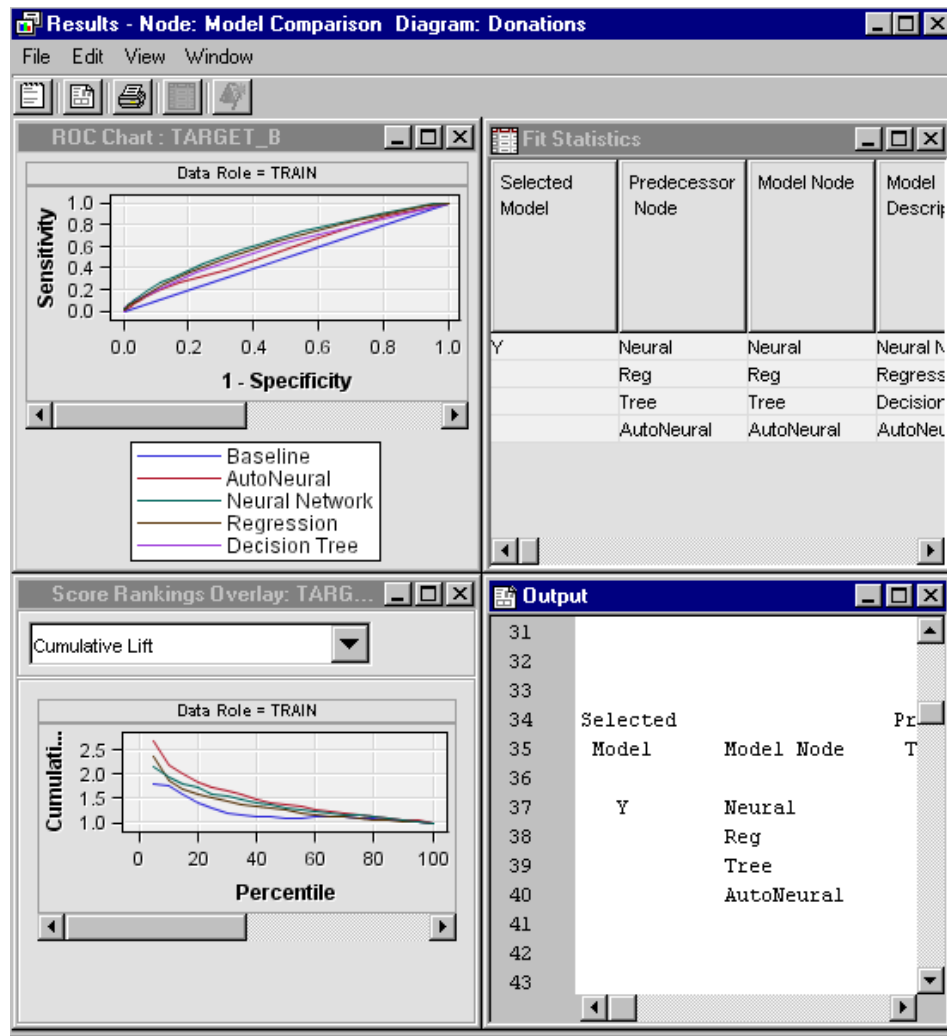 Results - Node: Model Comparison Diagram: Donations
File Edit View Window
ROC Chart : TARGET_B
Data Role = TRAIN
Sensitivity
1.0
0.8
0.6
0.4
0.2
0.0
0.0 0.2 0.4 0.6 0.8 1.0
1 - Specificity
Baseline
AutoNeural
Neural Network
Regression
Decision Tree
Fit Statistics
Selected Predecessor Model Node Model
Model Node Descrip
Y Neural Neural Neural N
Reg Reg Regress
Tree Tree Decision
AutoNeural AutoNeural AutoNeu
Score Rankings Overlay: TARG...
Cumulative Lift
Data Role = TRAIN
Cumulati...
2.5
2.0
1.5
1.0
0 20 40 60 80 100
Percentile
Output
31
32
33
34 Selected Pr
35 Model Model Node T
36
37 Y Neural
38 Reg
39 Tree
40 AutoNeural
41
42
43